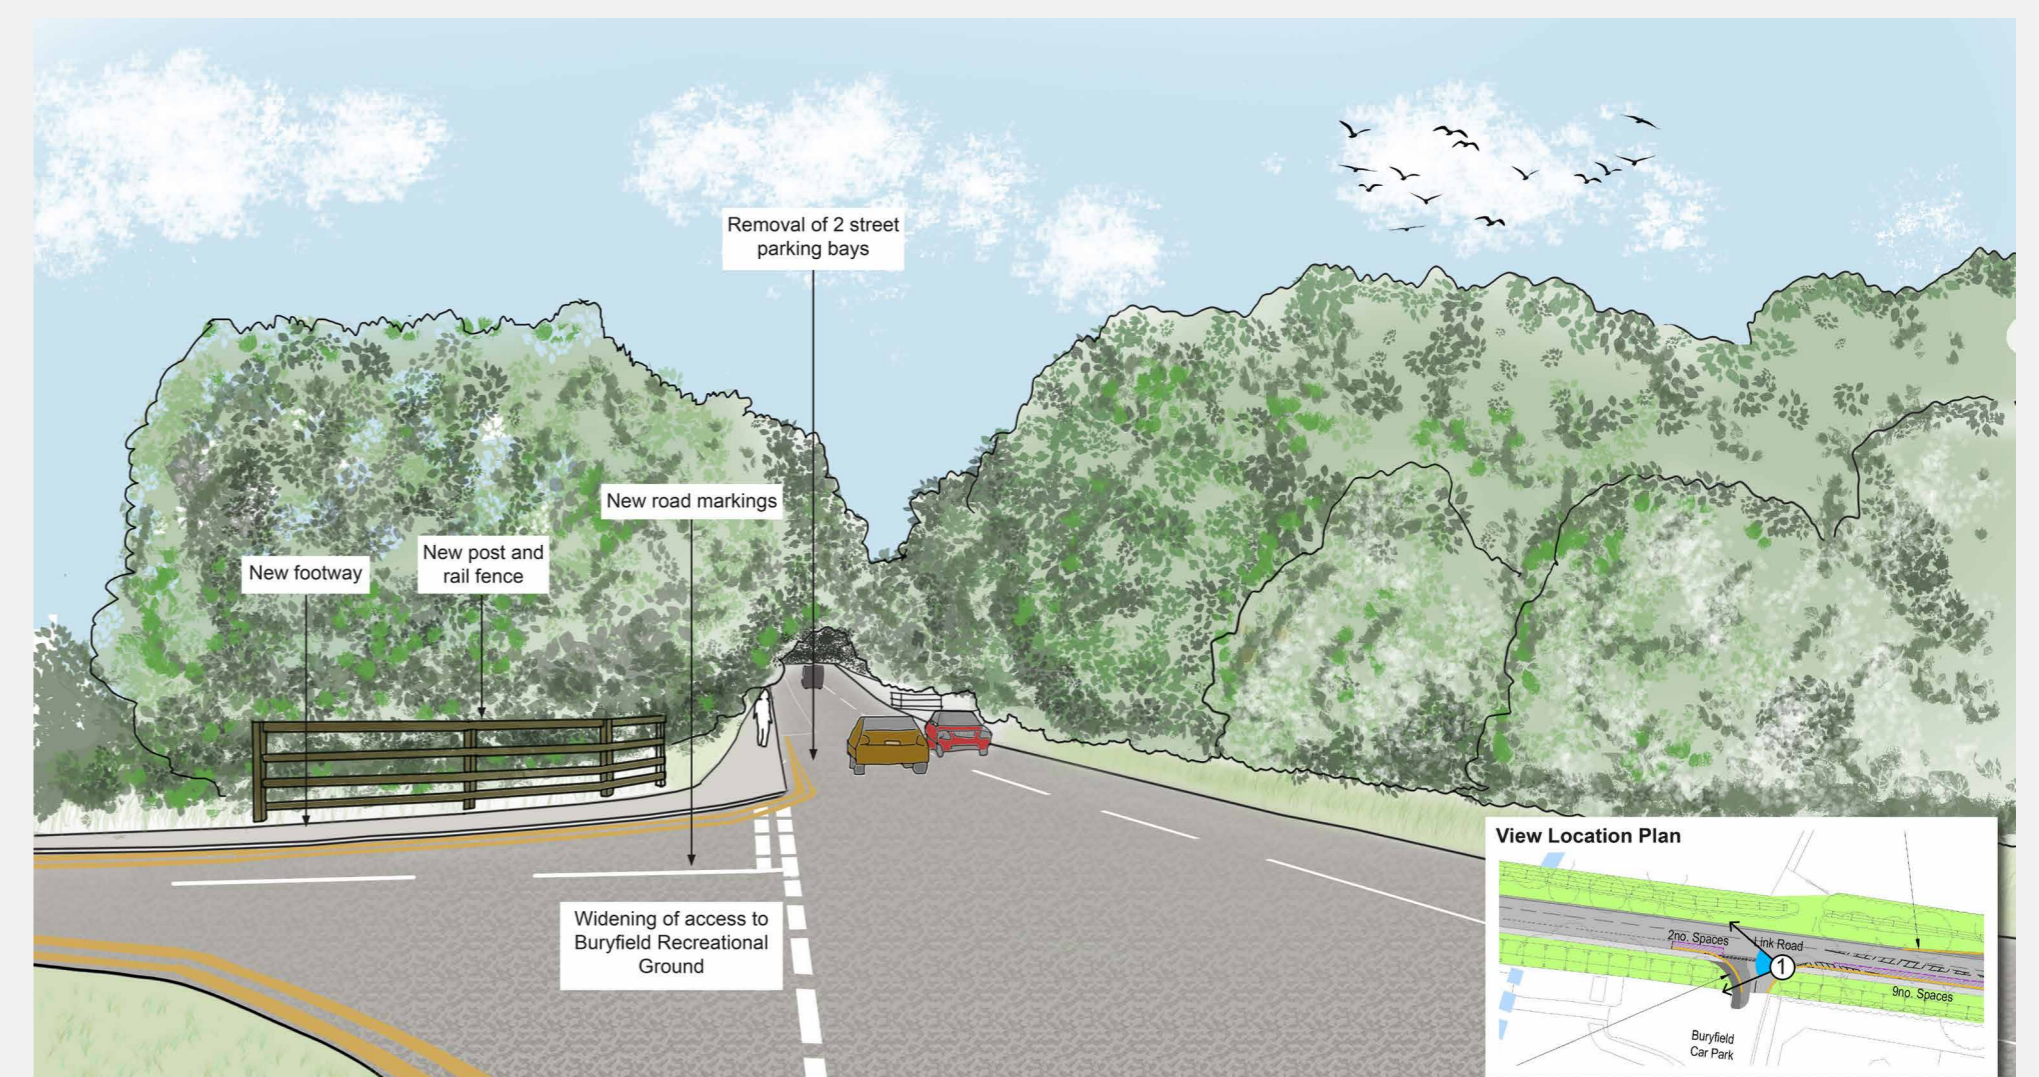 Removal of 2 street
parking bays
New road markings
New post and
rail fence
New footway
Widening of access to
Buryfield Recreational
Ground
View Location Plan
2no. Spaces
Link Road
1
9no. Spaces
Buryfield
Car Park